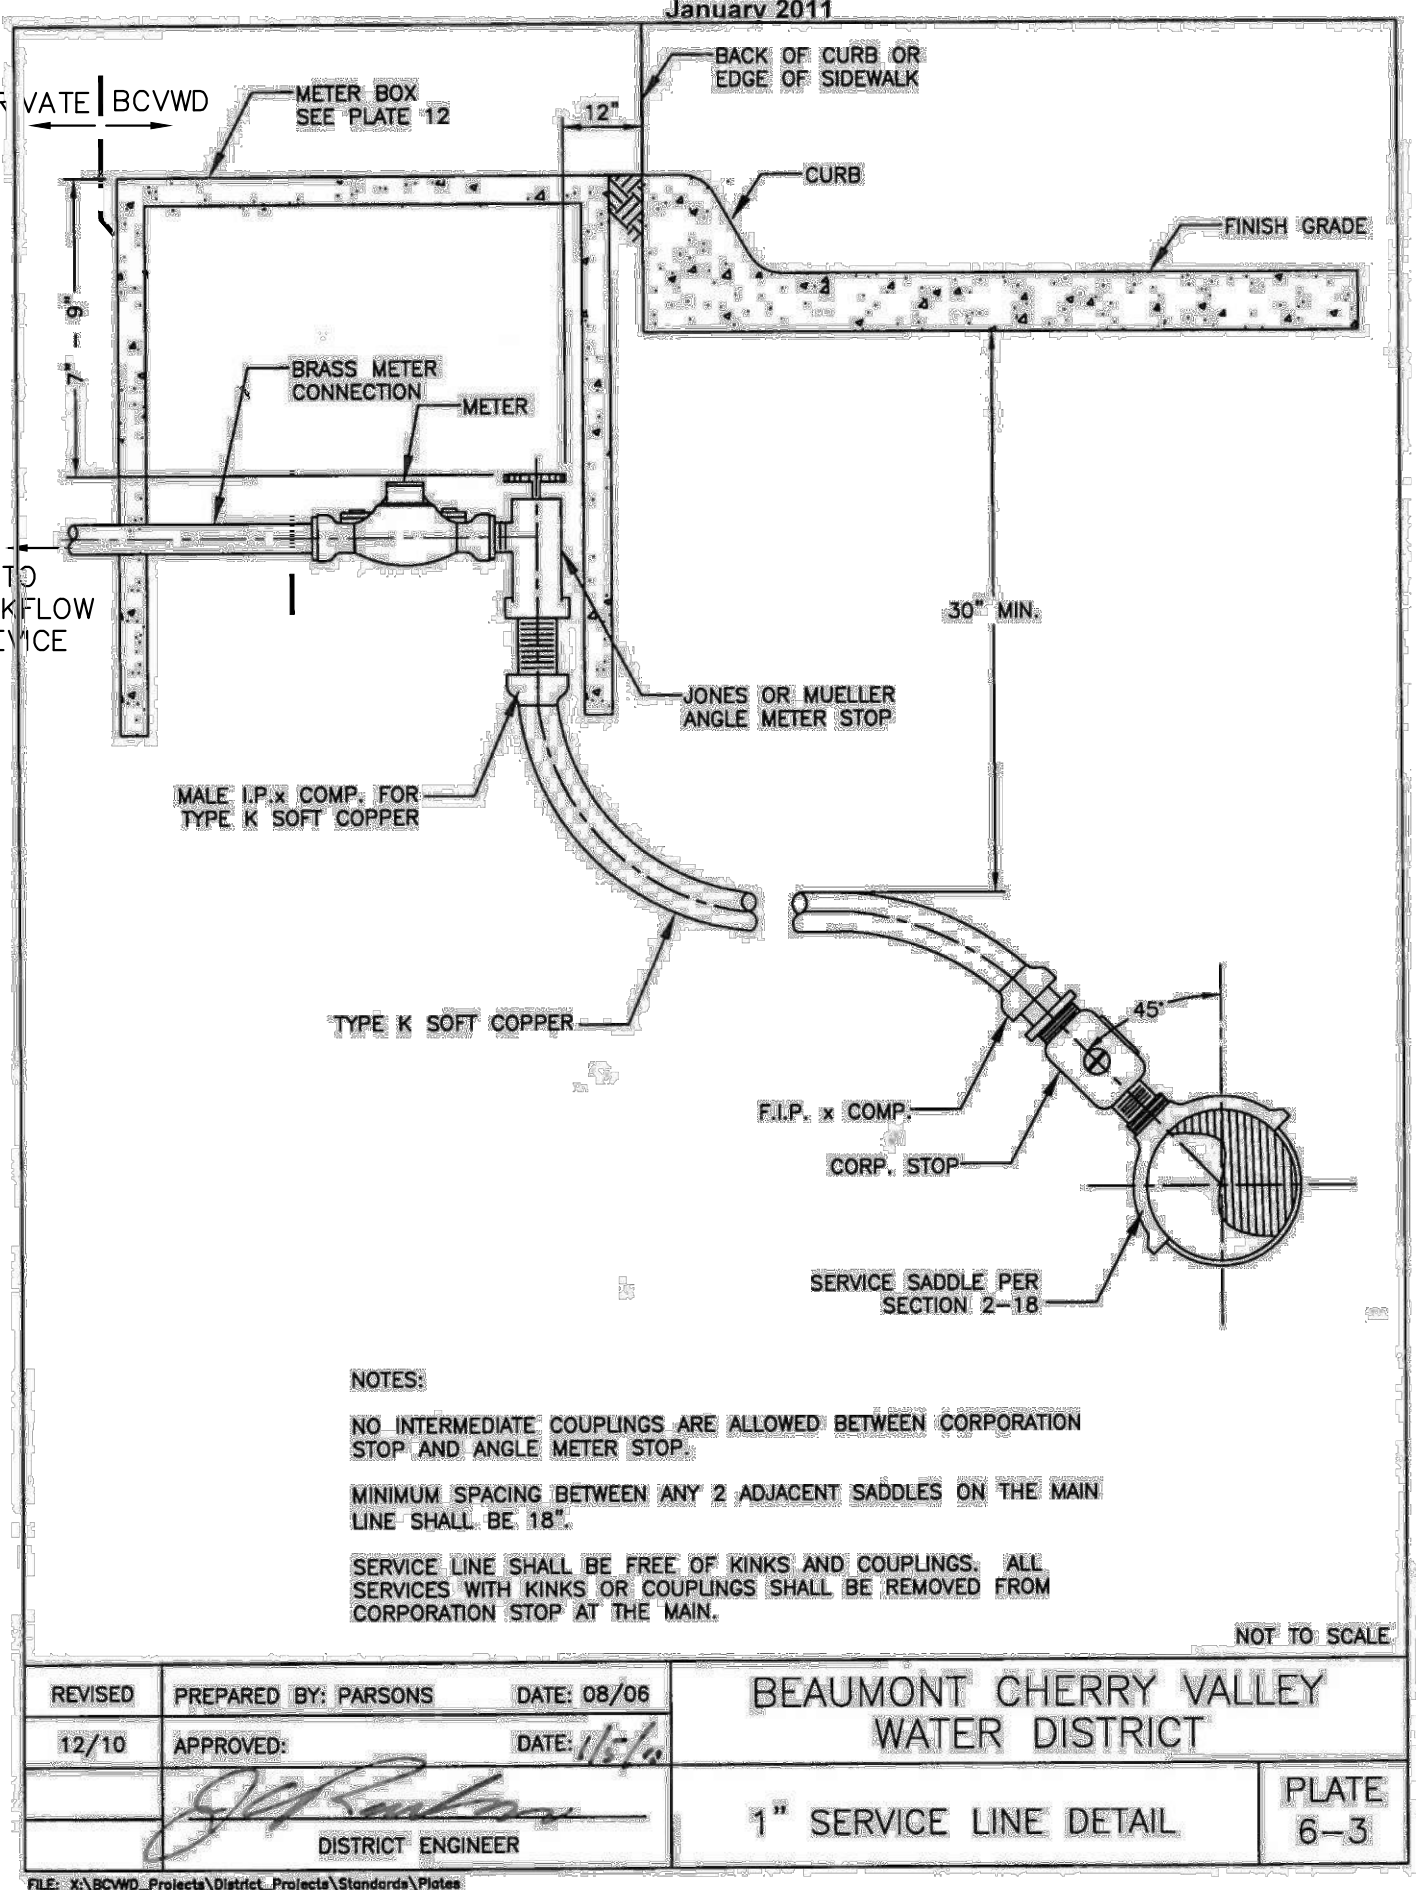 January 2011
BACK OF CURB OR
EDGE OF SIDEWALK
METER BOX
SEE PLATE 12
BCVWD
12"
CURB
FINISH GRADE
7" - 9"
BRASS METER
CONNECTION
METER
TO
30" MIN.
JONES OR MUELLER
ANGLE METER STOP
MALE I.P.x COMP. FOR
TYPE K SOFT COPPER
TYPE K SOFT COPPER
45°
F.I.P. x COMP.
CORP. STOP
SERVICE SADDLE PER
SECTION 2-18
NOTES:
NO INTERMEDIATE COUPLINGS ARE ALLOWED BETWEEN CORPORATION
STOP AND ANGLE METER STOP.
MINIMUM SPACING BETWEEN ANY 2 ADJACENT SADDLES ON THE MAIN
LINE SHALL BE 18".
SERVICE LINE SHALL BE FREE OF KINKS AND COUPLINGS. ALL
SERVICES WITH KINKS OR COUPLINGS SHALL BE REMOVED FROM
CORPORATION STOP AT THE MAIN.
NOT TO SCALE
REVISED
PREPARED BY: PARSONS DATE: 08/06
12/10
APPROVED: DATE:
DISTRICT ENGINEER
BEAUMONT CHERRY VALLEY
WATER DISTRICT
1" SERVICE LINE DETAIL
PLATE
6-3
FILE: X:\BCVWD_Projects\District_Projects\Standards\Plates